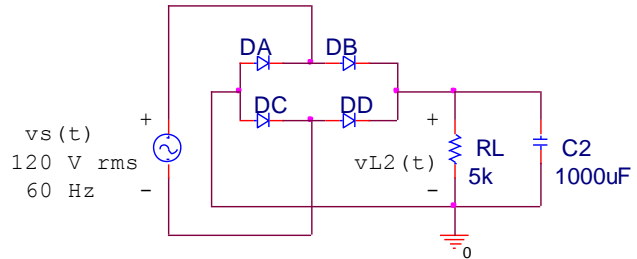 DA
DB
DC
DD
+
vs(t)
120 V rms
60 Hz
-
+
vL2(t)
-
RL
5k
C2
1000uF
0